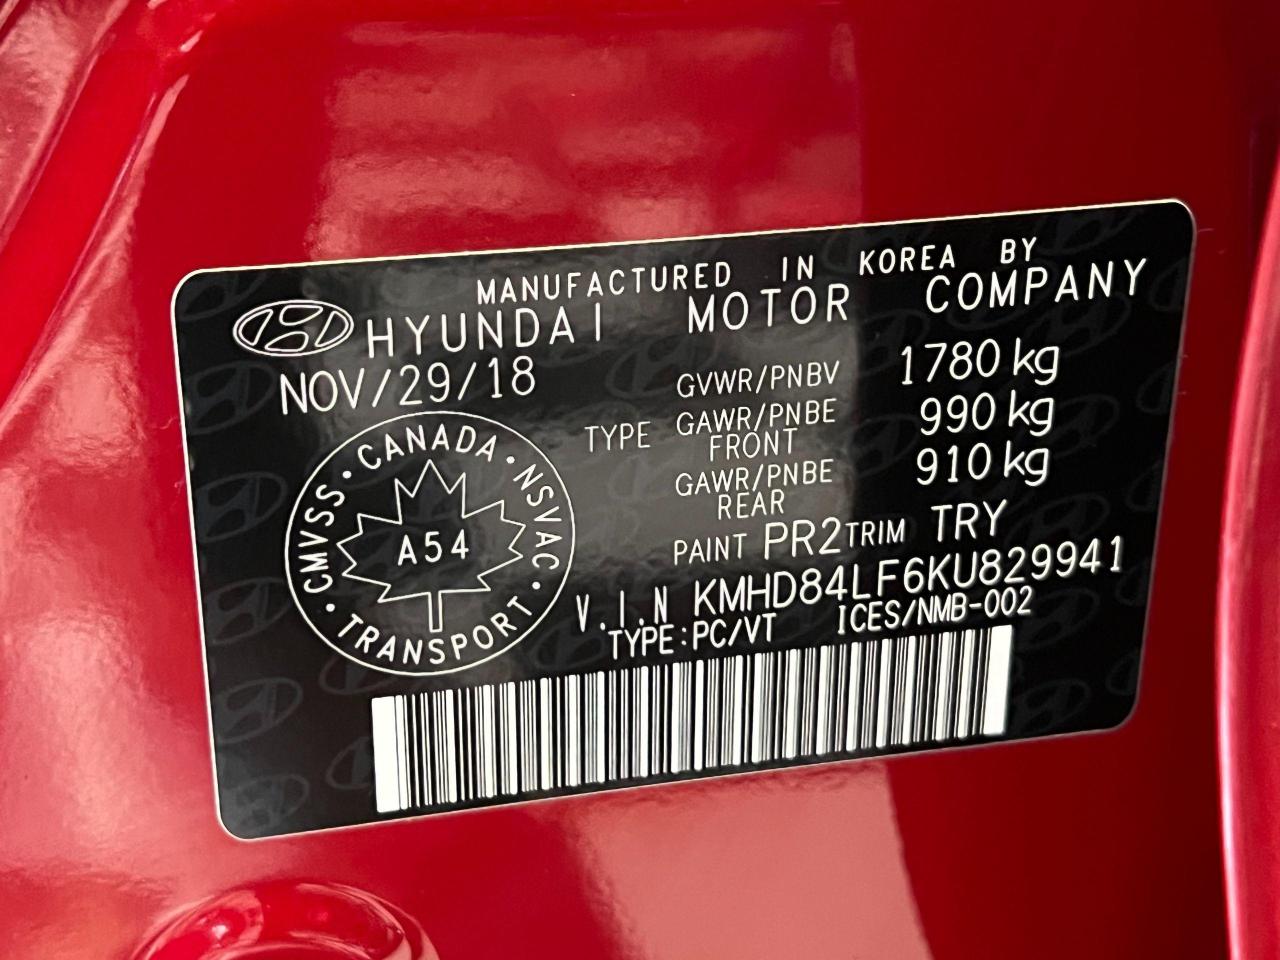 MANUFACTURED IN KOREA BY
HYUNDAI MOTOR COMPANY
NOV/29/18
GVWR/PNBV 1780 kg
TYPE GAWR/PNBE FRONT 990 kg
GAWR/PNBE REAR 910 kg
PAINT PR2 TRIM TRY
V.I.N KMHD84LF6KU829941
TYPE:PC/VT ICES/NMB-002
CANADA · NSVAC · TRANSPORT · CMVSS ·
A54